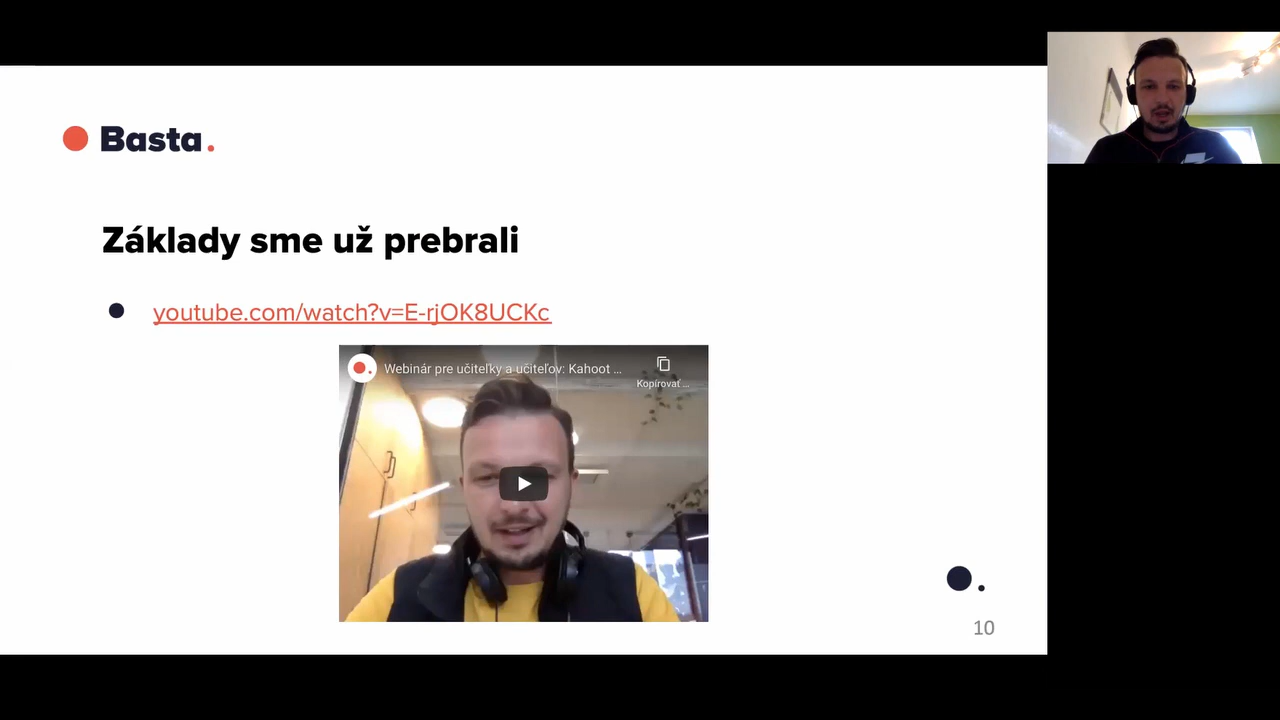 Basta.
Základy sme už prebrali
youtube.com/watch?v=E-rjOK8UCKc
Webinár pre učiteľky a učiteľov: Kahoot ...
Kopírovať ...
10